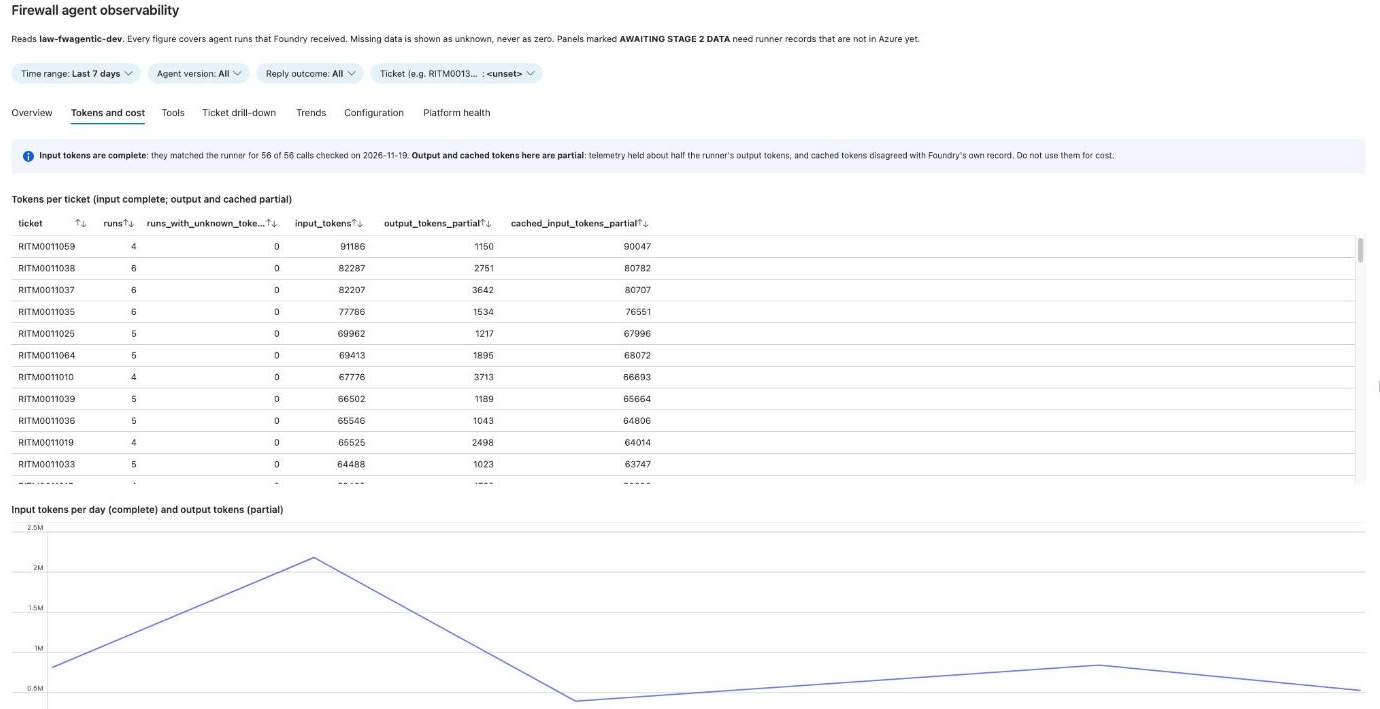 Firewall agent observability
Reads law-fwagentic-dev. Every figure covers agent runs that Foundry received. Missing data is shown as unknown, never as zero. Panels marked AWAITING STAGE 2 DATA need runner records that are not in Azure yet.
Time range: Last 7 days Agent version: All Reply outcome: All Ticket (e.g. RITM0013... : <unset>
Overview Tokens and cost Tools Ticket drill-down Trends Configuration Platform health
Input tokens are complete: they matched the runner for 56 of 56 calls checked on 2026-11-19. Output and cached tokens here are partial: telemetry held about half the runner's output tokens, and cached tokens disagreed with Foundry's own record. Do not use them for cost.
Tokens per ticket (input complete; output and cached partial)
ticket ↑↓ runs↑↓ runs_with_unknown_toke...↑↓ input_tokens↑↓ output_tokens_partial↑↓ cached_input_tokens_partial↑↓
RITM0011059 4 0 91186 1150 90047
RITM0011038 6 0 82287 2751 80782
RITM0011037 6 0 82207 3642 80707
RITM0011035 6 0 77786 1534 76551
RITM0011025 5 0 69962 1217 67996
RITM0011064 5 0 69413 1895 68072
RITM0011010 4 0 67776 3713 66693
RITM0011039 5 0 66502 1189 65664
RITM0011036 5 0 65546 1043 64806
RITM0011019 4 0 65525 2498 64014
RITM0011033 5 0 64488 1023 63747
Input tokens per day (complete) and output tokens (partial)
2.5M
2M
1.5M
1M
0.5M